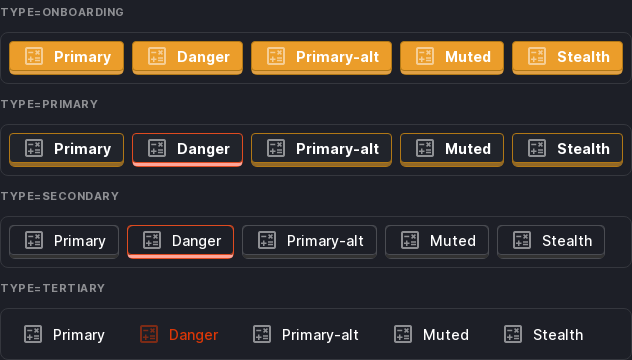 TYPE=ONBOARDING
Primary Danger Primary-alt Muted Stealth
TYPE=PRIMARY
Primary Danger Primary-alt Muted Stealth
TYPE=SECONDARY
Primary Danger Primary-alt Muted Stealth
TYPE=TERTIARY
Primary Danger Primary-alt Muted Stealth